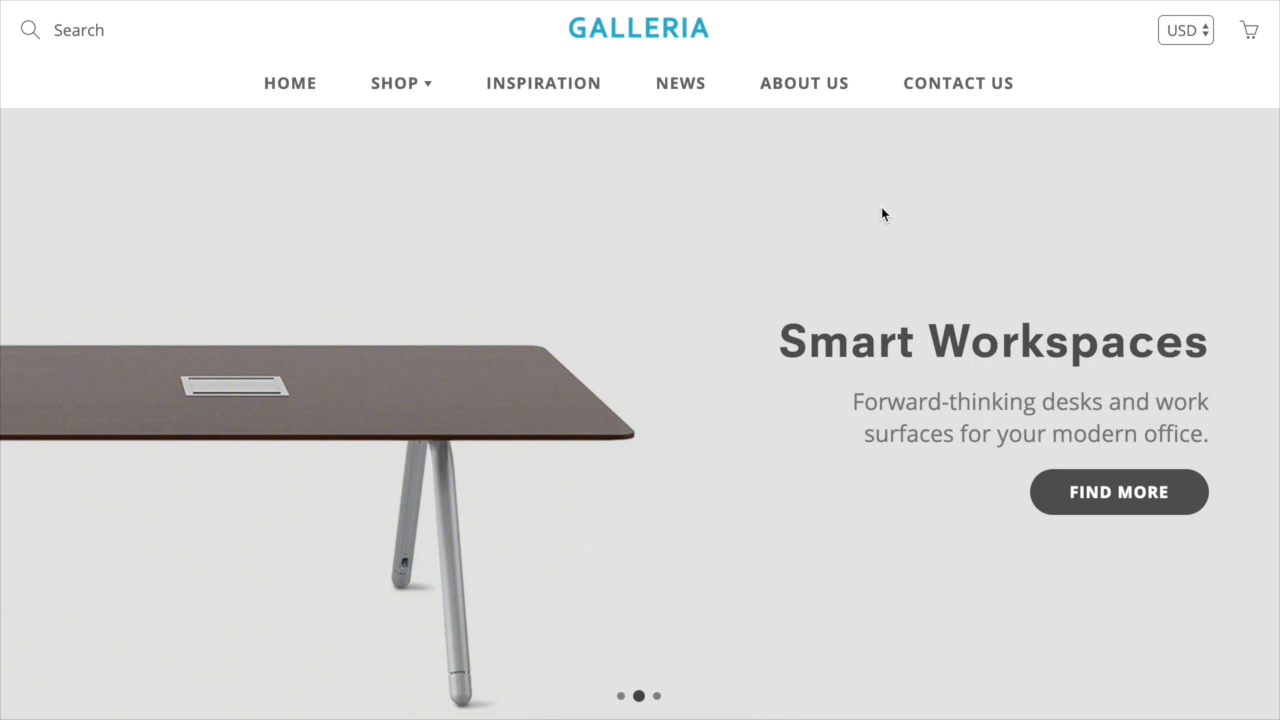 Search
GALLERIA
USD
HOME
SHOP ▾
INSPIRATION
NEWS
ABOUT US
CONTACT US
Smart Workspaces
Forward-thinking desks and work
surfaces for your modern office.
FIND MORE